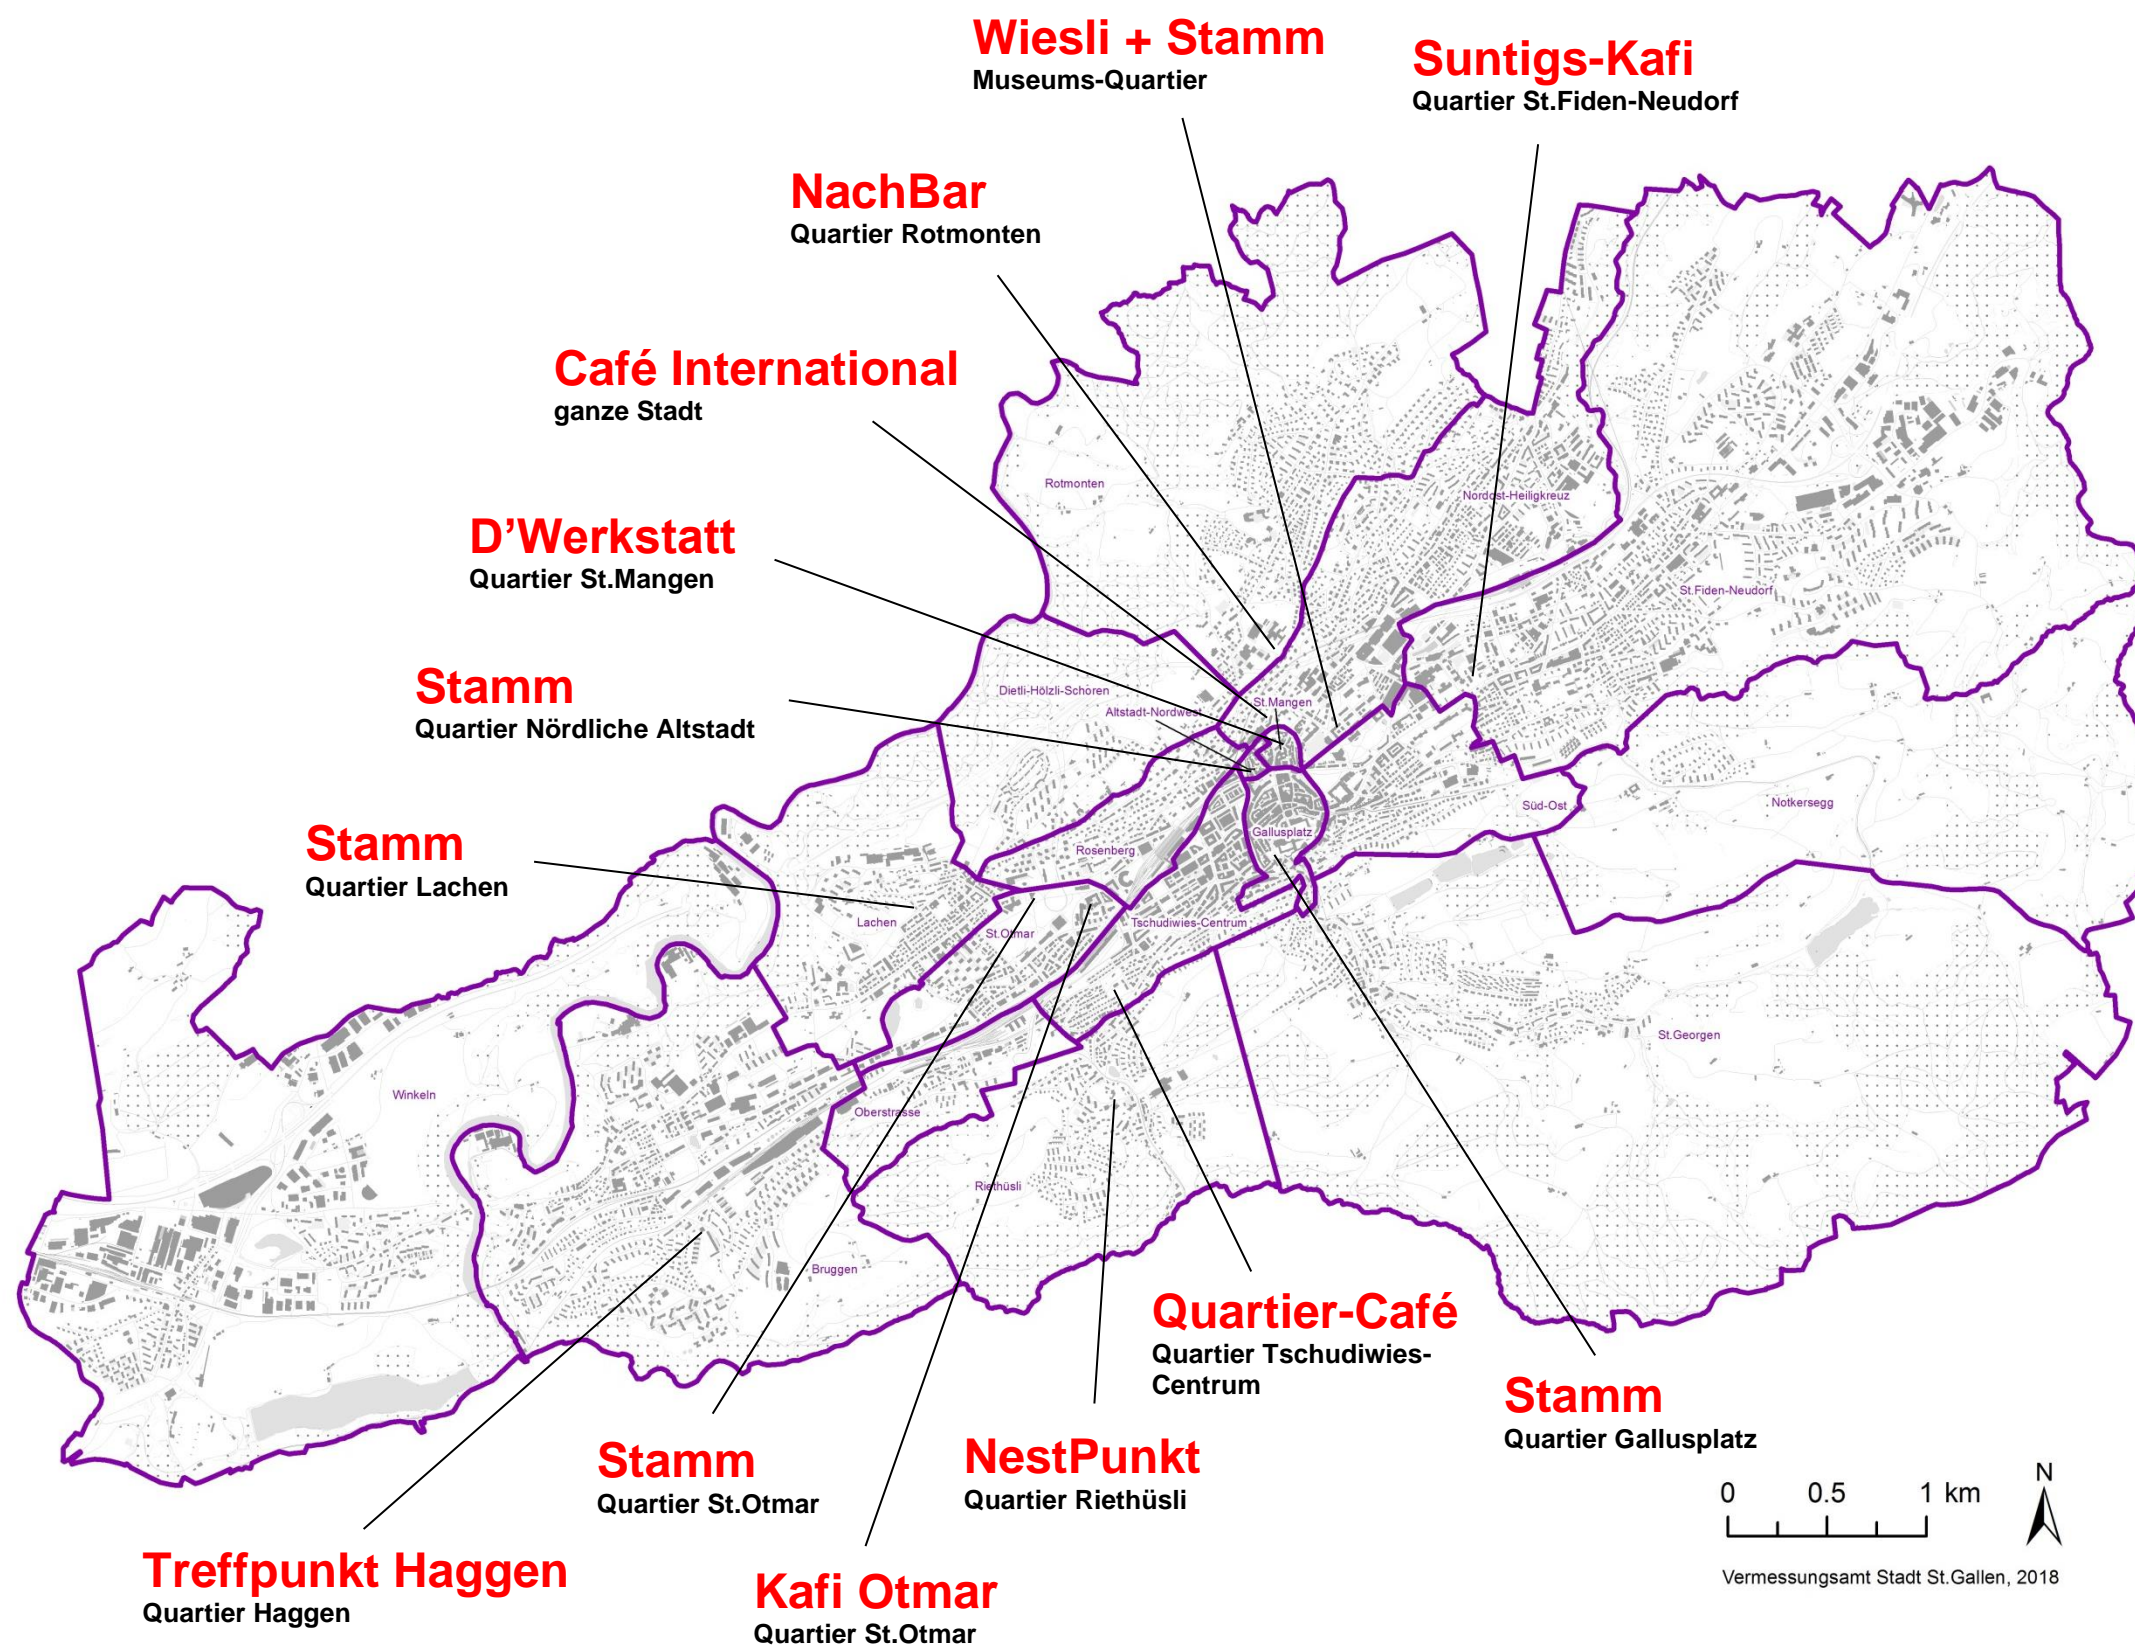 Wiesli + Stamm
Museums-Quartier
Suntigs-Kafi
Quartier St.Fiden-Neudorf
NachBar
Quartier Rotmonten
Café International
ganze Stadt
Rotmonten
Nordost-Heiligkreuz
D’Werkstatt
Quartier St.Mangen
St.Fiden-Neudorf
Stamm
Quartier Nördliche Altstadt
Dietli-Hölzli-Schoren
Altstadt-Nordwest
St.Mangen
Süd-Ost
Notkersegg
Gallusplatz
Rosenberg
Stamm
Quartier Lachen
Lachen
St.Otmar
Tschudiwies-Centrum
St.Georgen
Winkeln
Oberstrasse
Riethüsli
Bruggen
Quartier-Café
Quartier Tschudiwies-
Centrum
Stamm
Quartier Gallusplatz
Stamm
Quartier St.Otmar
NestPunkt
Quartier Riethüsli
Treffpunkt Haggen
Quartier Haggen
Kafi Otmar
Quartier St.Otmar
N
0 0.5 1 km
Vermessungsamt Stadt St.Gallen, 2018